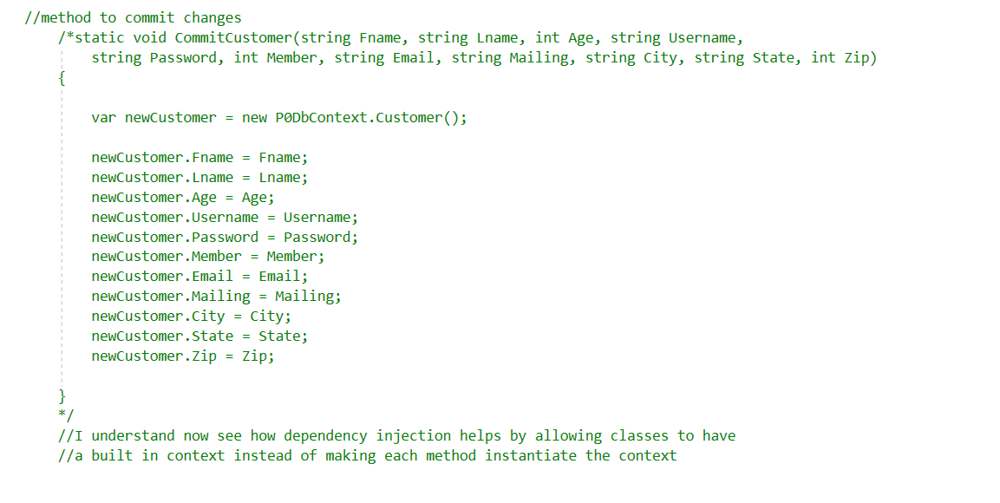 //method to commit changes
/*static void CommitCustomer(string Fname, string Lname, int Age, string Username,
string Password, int Member, string Email, string Mailing, string City, string State, int Zip)
{
var newCustomer = new P0DbContext.Customer();
newCustomer.Fname = Fname;
newCustomer.Lname = Lname;
newCustomer.Age = Age;
newCustomer.Username = Username;
newCustomer.Password = Password;
newCustomer.Member = Member;
newCustomer.Email = Email;
newCustomer.Mailing = Mailing;
newCustomer.City = City;
newCustomer.State = State;
newCustomer.Zip = Zip;
}
*/
//I understand now see how dependency injection helps by allowing classes to have
//a built in context instead of making each method instantiate the context